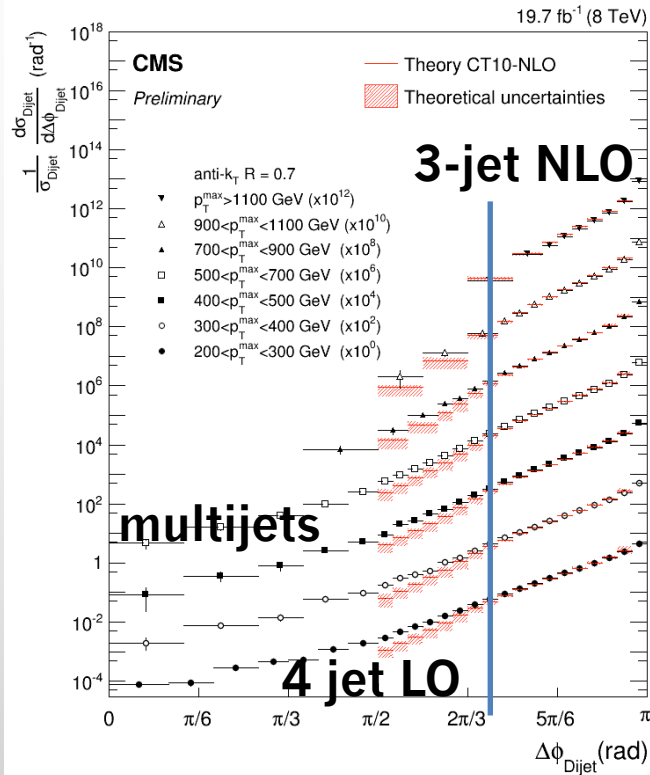 19.7 fb⁻¹ (8 TeV)
10¹⁸
10¹⁶
10¹⁴
10¹²
10¹⁰
10⁸
10⁶
10⁴
10²
1
10⁻²
10⁻⁴
1/σ_Dijet dσ_Dijet/dΔϕ_Dijet (rad⁻¹)
CMS
Preliminary
Theory CT10-NLO
Theoretical uncertainties
3-jet NLO
anti-k_T R = 0.7
p_T^max>1100 GeV (x10¹²)
900<p_T^max<1100 GeV (x10¹⁰)
700<p_T^max<900 GeV (x10⁸)
500<p_T^max<700 GeV (x10⁶)
400<p_T^max<500 GeV (x10⁴)
300<p_T^max<400 GeV (x10²)
200<p_T^max<300 GeV (x10⁰)
multijets
4 jet LO
0 π/6 π/3 π/2 2π/3 5π/6 π
Δϕ_Dijet (rad)